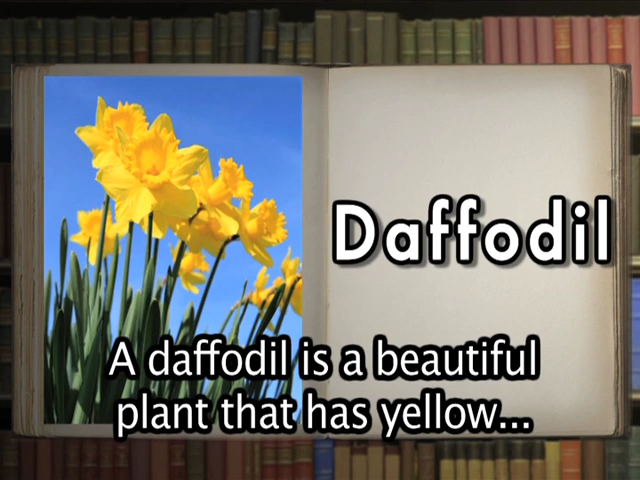 Daffodil
A daffodil is a beautiful
plant that has yellow...